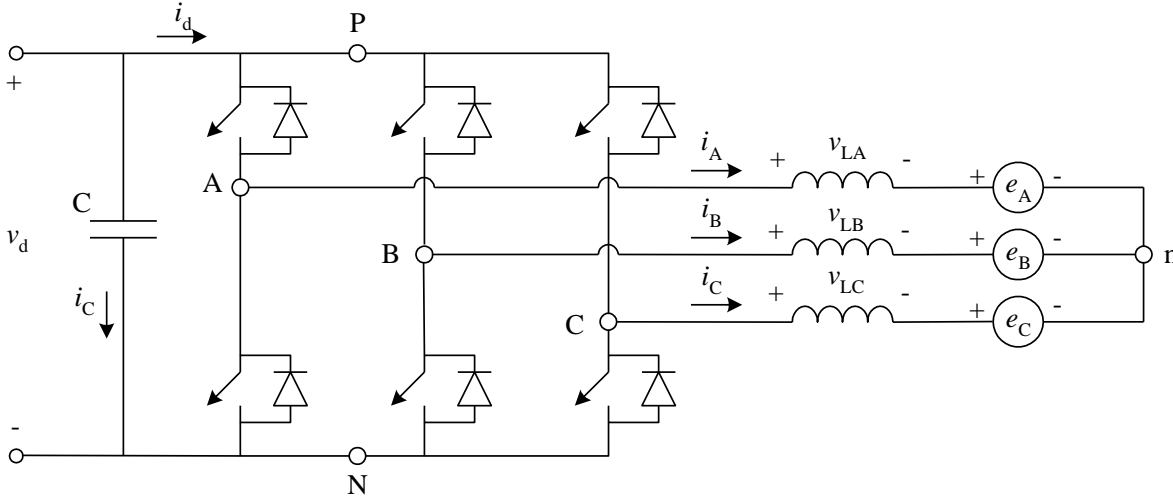 i_d
P
+
A
i_A
+
v_LA
-
+
e_A
-
C
v_d
B
i_B
+
v_LB
-
+
e_B
-
n
i_C
C
i_C
+
v_LC
-
+
e_C
-
-
N